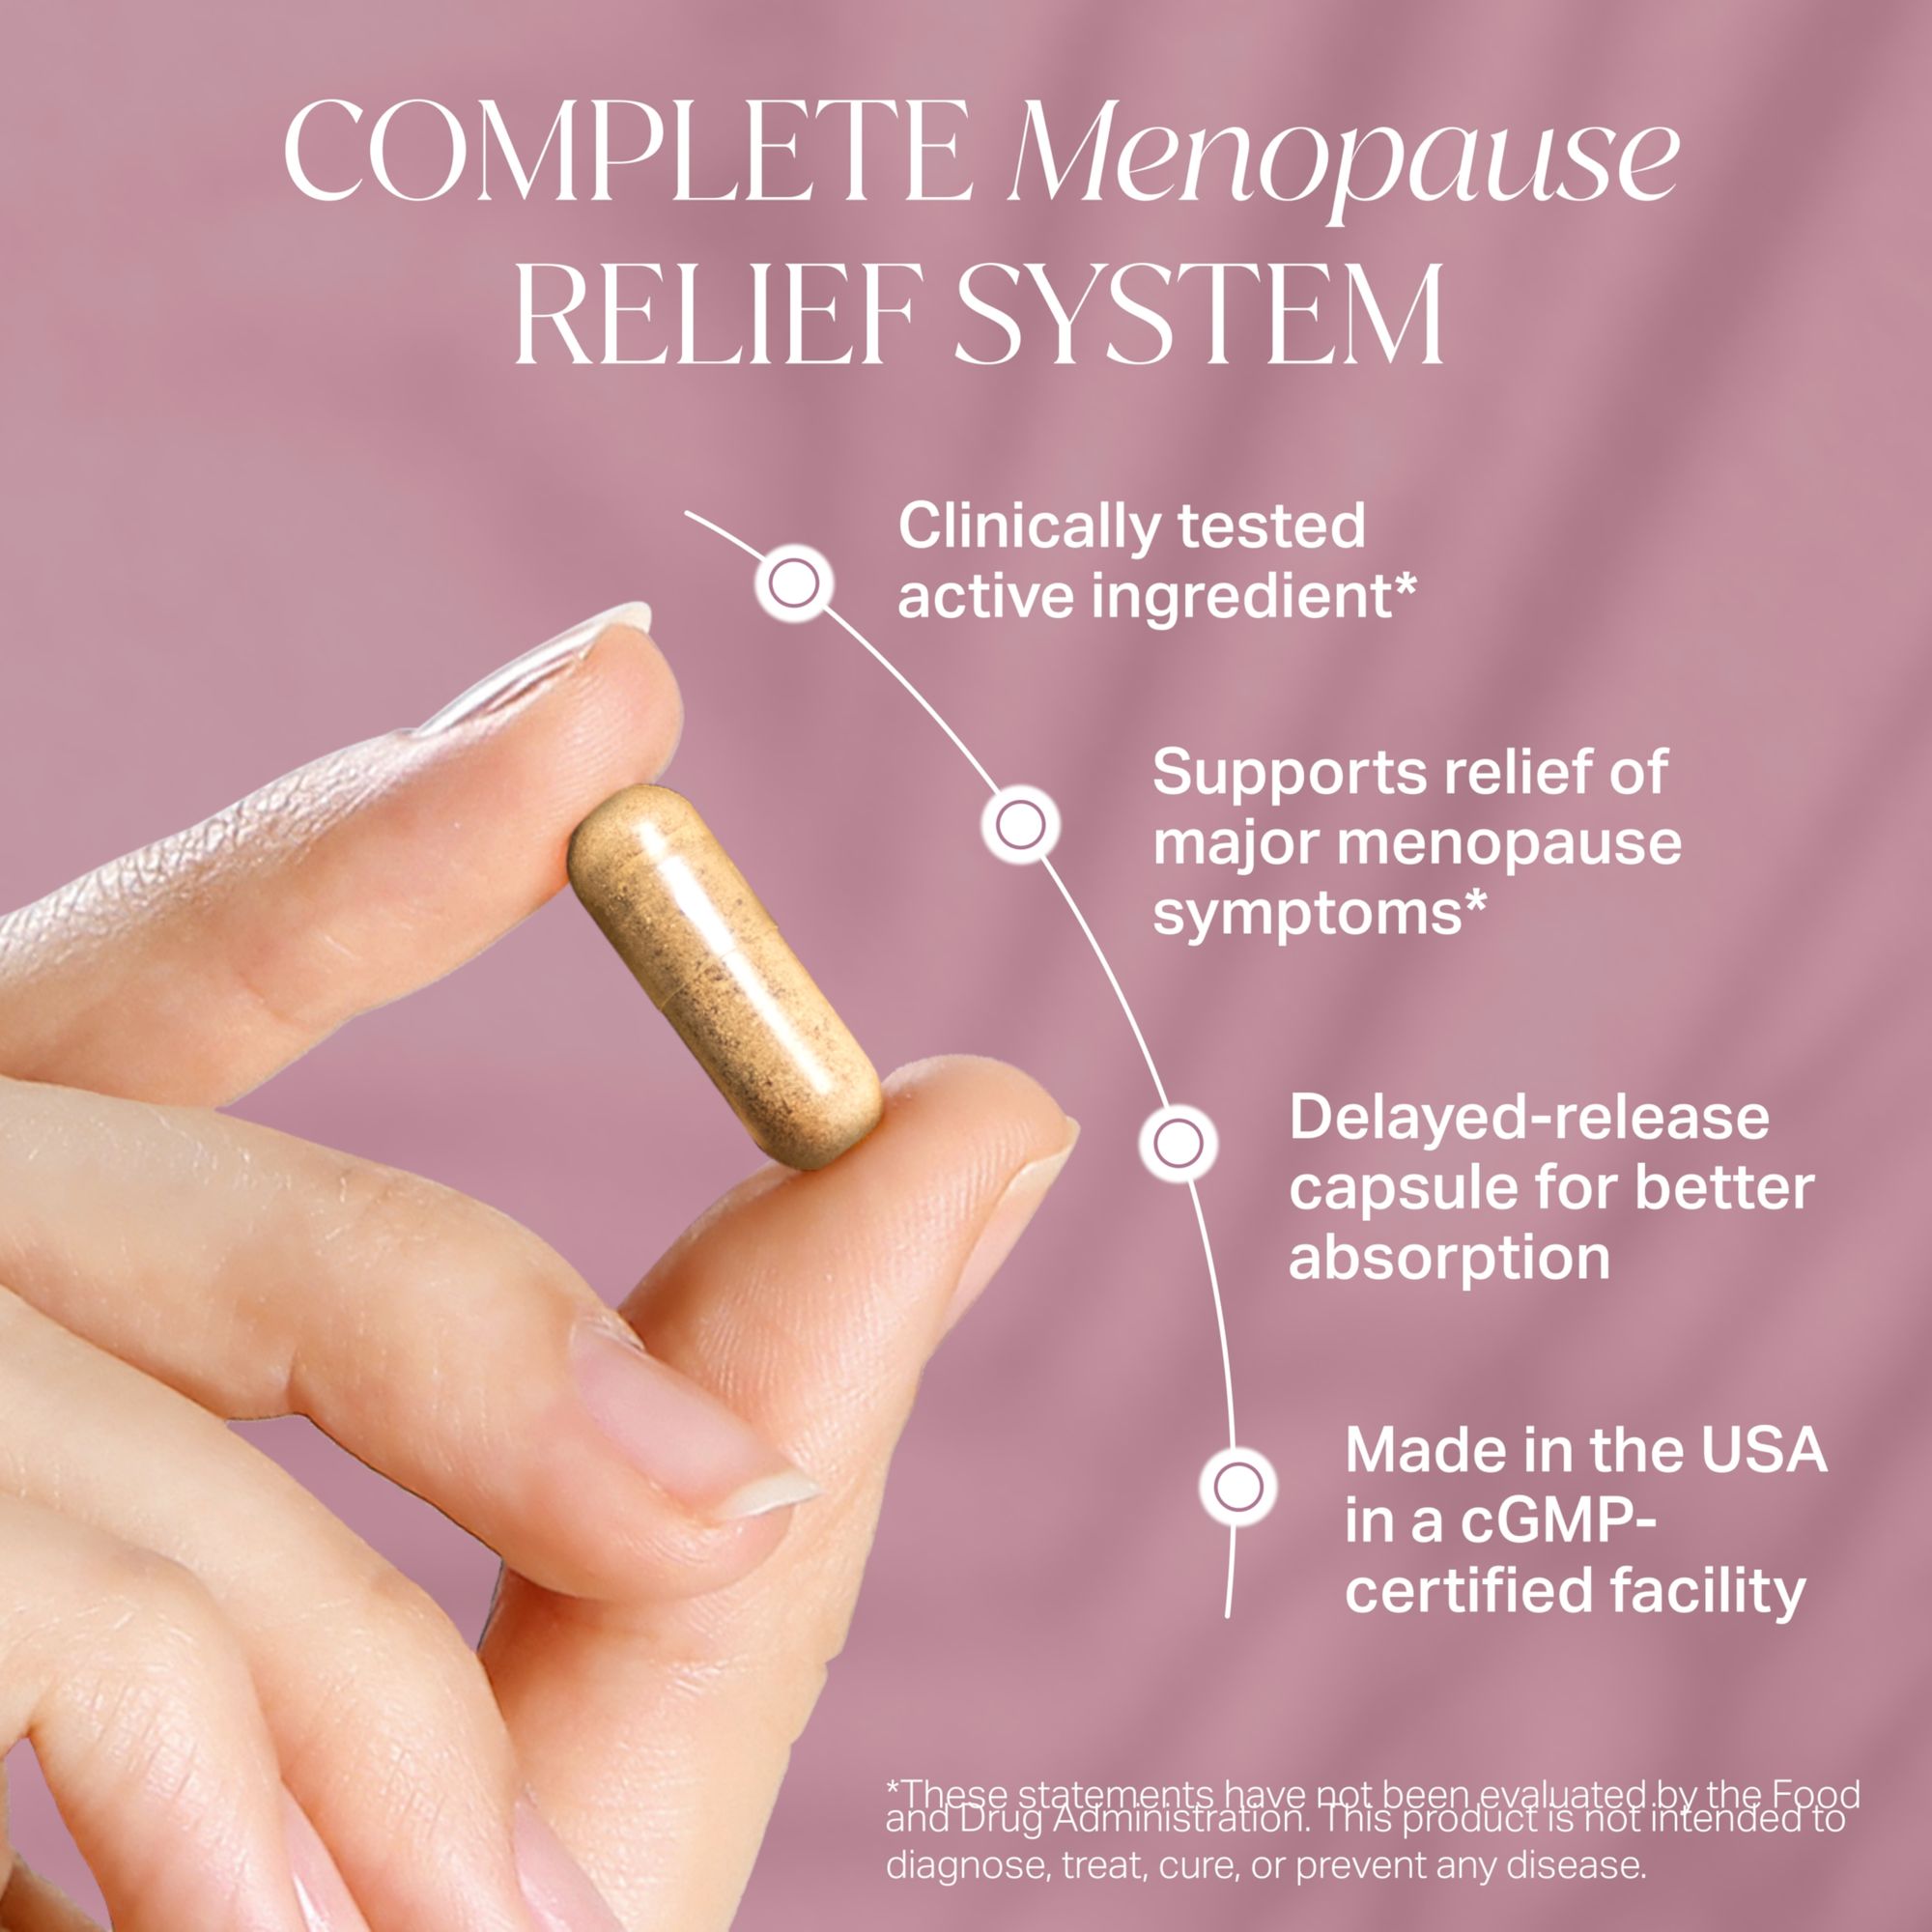 COMPLETE Menopause
RELIEF SYSTEM
Clinically tested
active ingredient*
Supports relief of
major menopause
symptoms*
Delayed-release
capsule for better
absorption
Made in the USA
in a cGMP-
certified facility
*These statements have not been evaluated by the Food
and Drug Administration. This product is not intended to
diagnose, treat, cure, or prevent any disease.